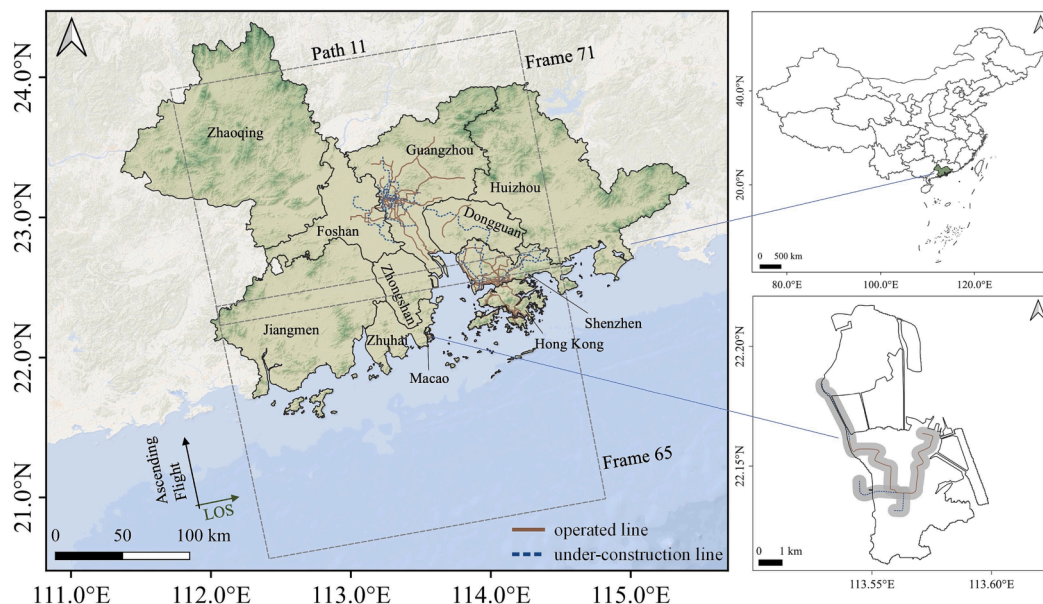 Path 11
Frame 71
24.0°N
23.0°N
22.0°N
21.0°N
Zhaoqing
Guangzhou
Huizhou
Dongguan
Foshan
Zhongshan
Jiangmen
Zhuhai
Shenzhen
Hong Kong
Macao
Frame 65
Ascending
Flight
LOS
0 50 100 km
operated line
under-construction line
111.0°E 112.0°E 113.0°E 114.0°E 115.0°E
40.0°N
20.0°N
0 500 km
80.0°E 100.0°E 120.0°E
22.20°N
22.15°N
0 1 km
113.55°E 113.60°E